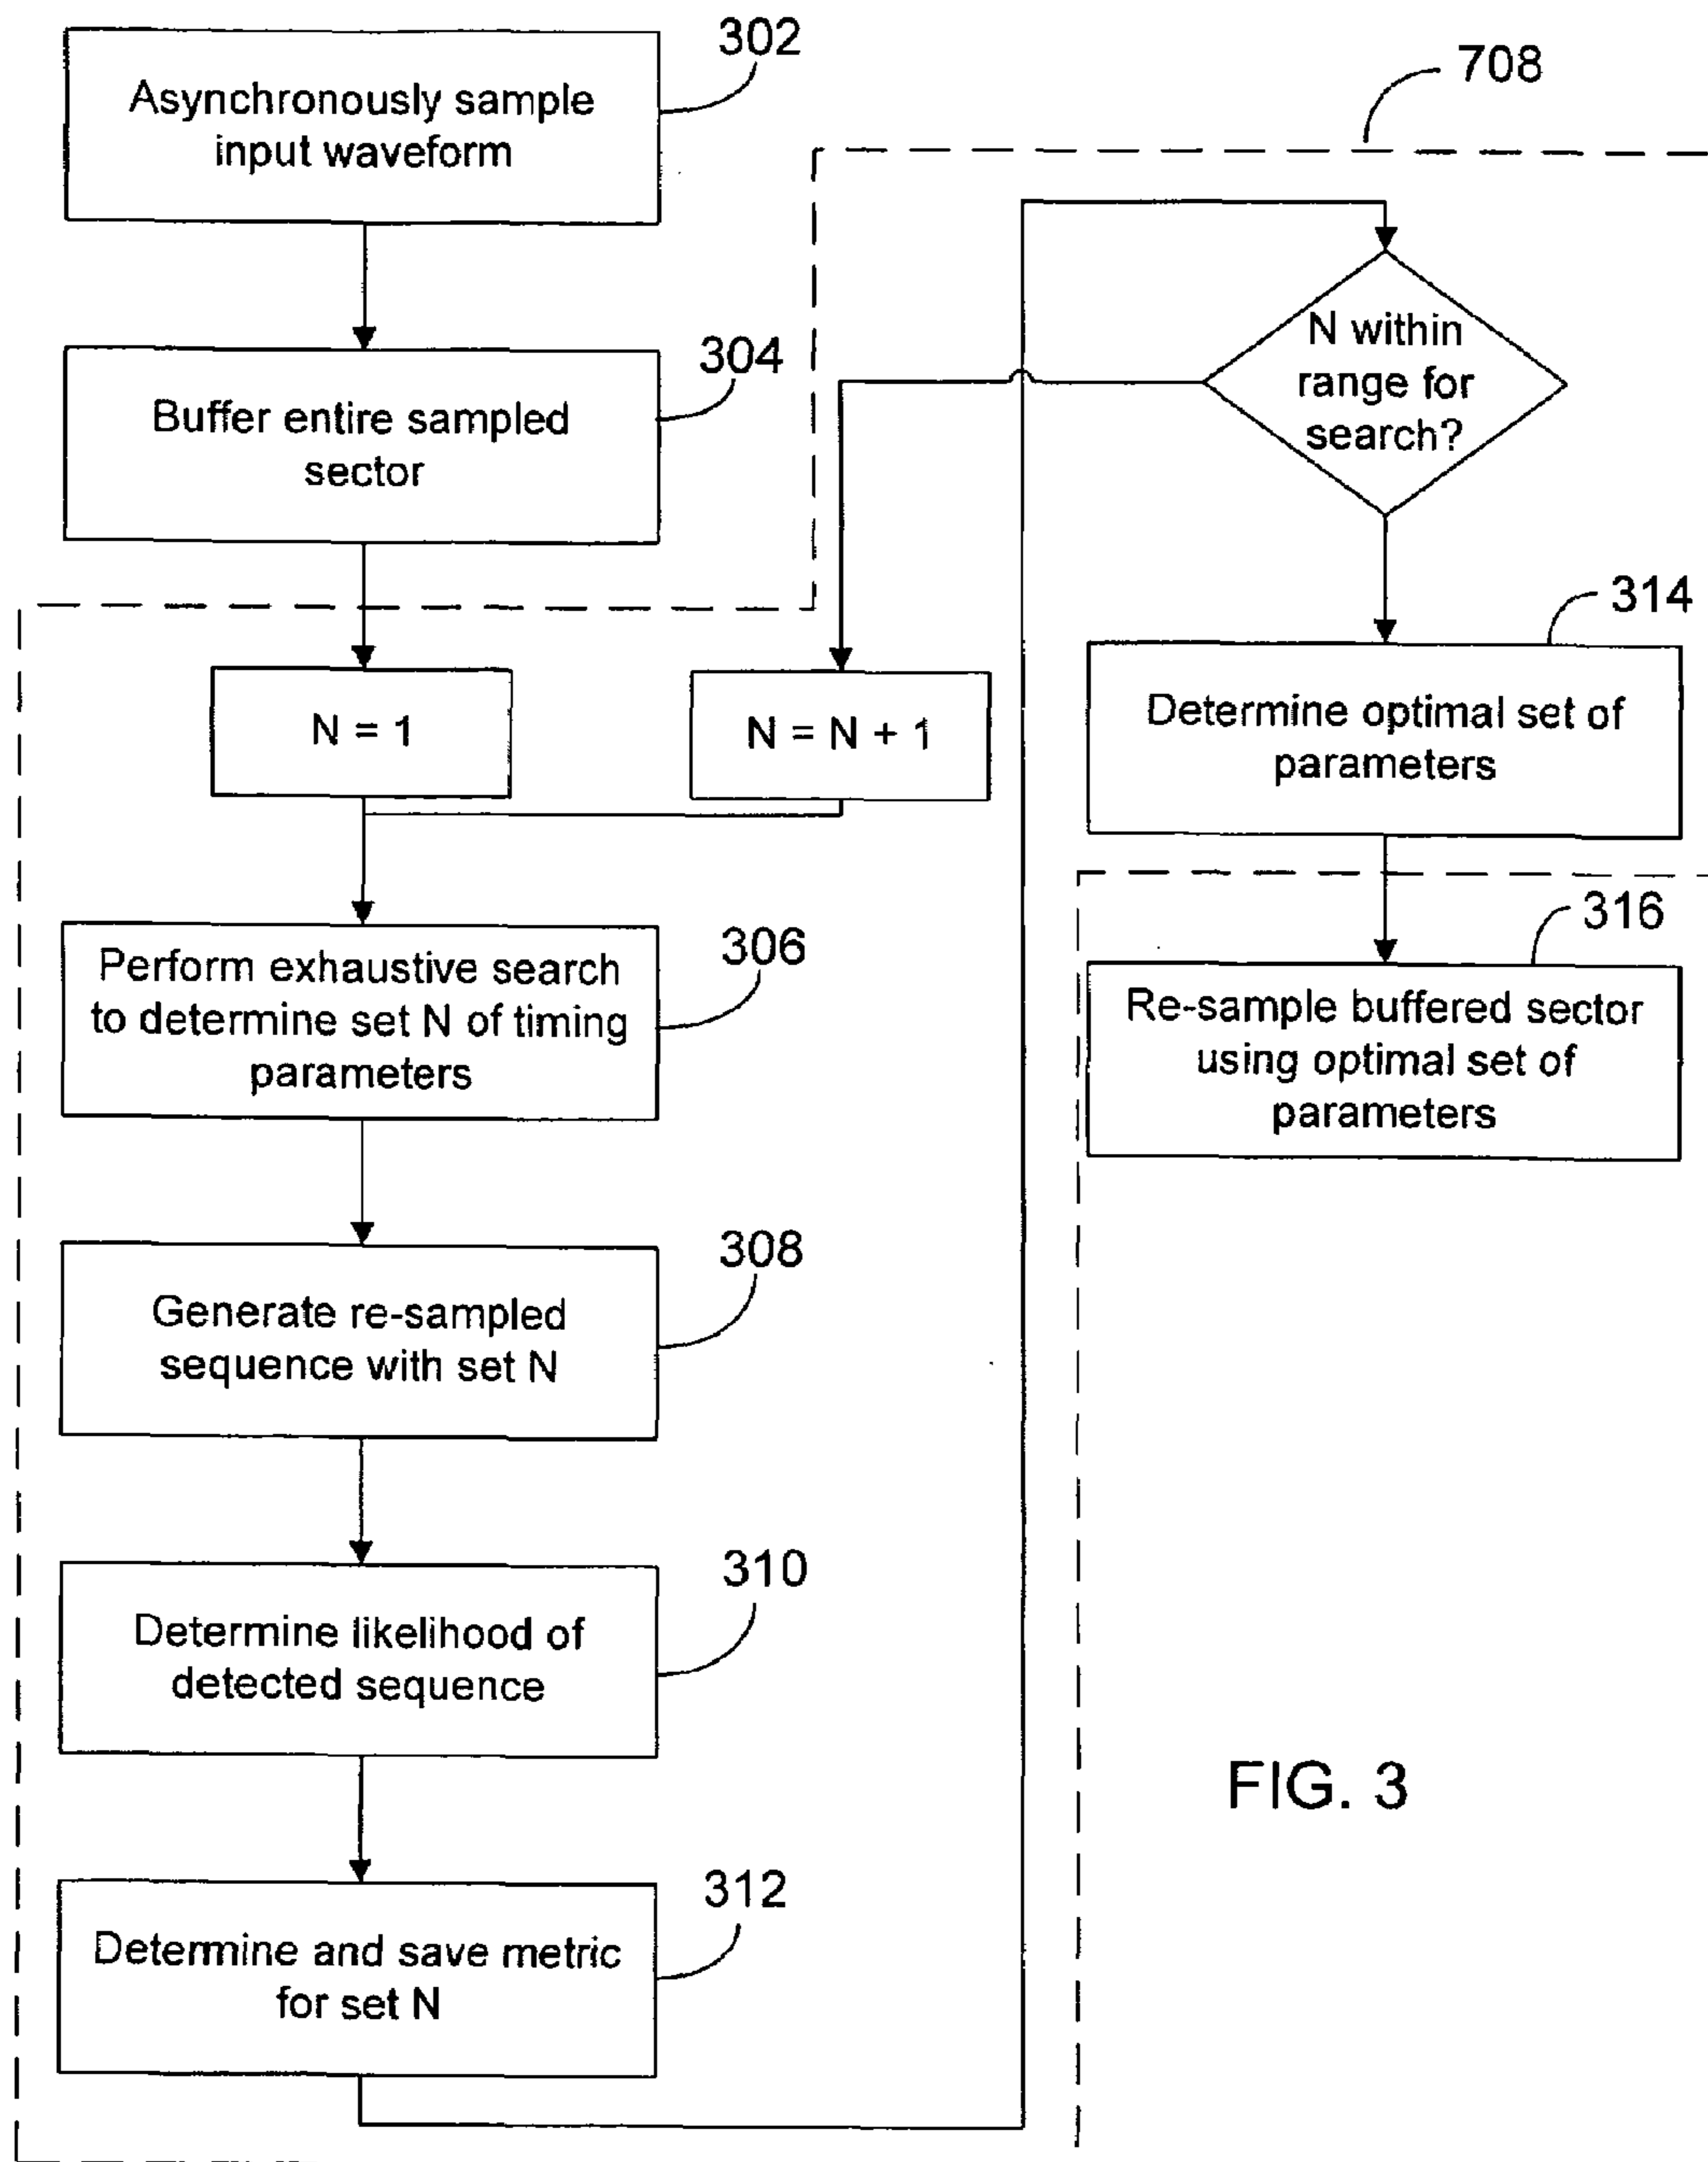 302
Asynchronously sample
input waveform
708
304
Buffer entire sampled
sector
N within
range for
search?
314
N = 1
N = N + 1
Determine optimal set of
parameters
306
Perform exhaustive search
to determine set N of timing
parameters
316
Re-sample buffered sector
using optimal set of
parameters
308
Generate re-sampled
sequence with set N
310
Determine likelihood of
detected sequence
312
Determine and save metric
for set N
FIG. 3